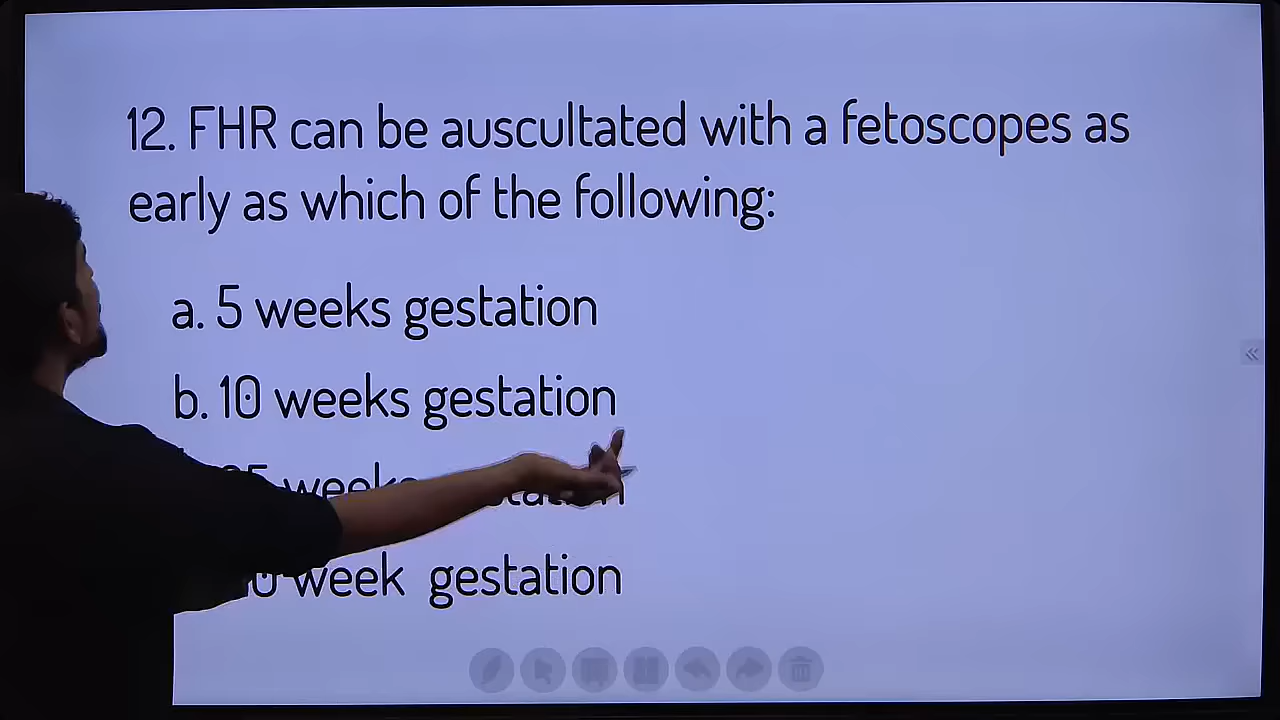 12. FHR can be auscultated with a fetoscopes as
early as which of the following:
a. 5 weeks gestation
b. 10 weeks gestation
week gestation